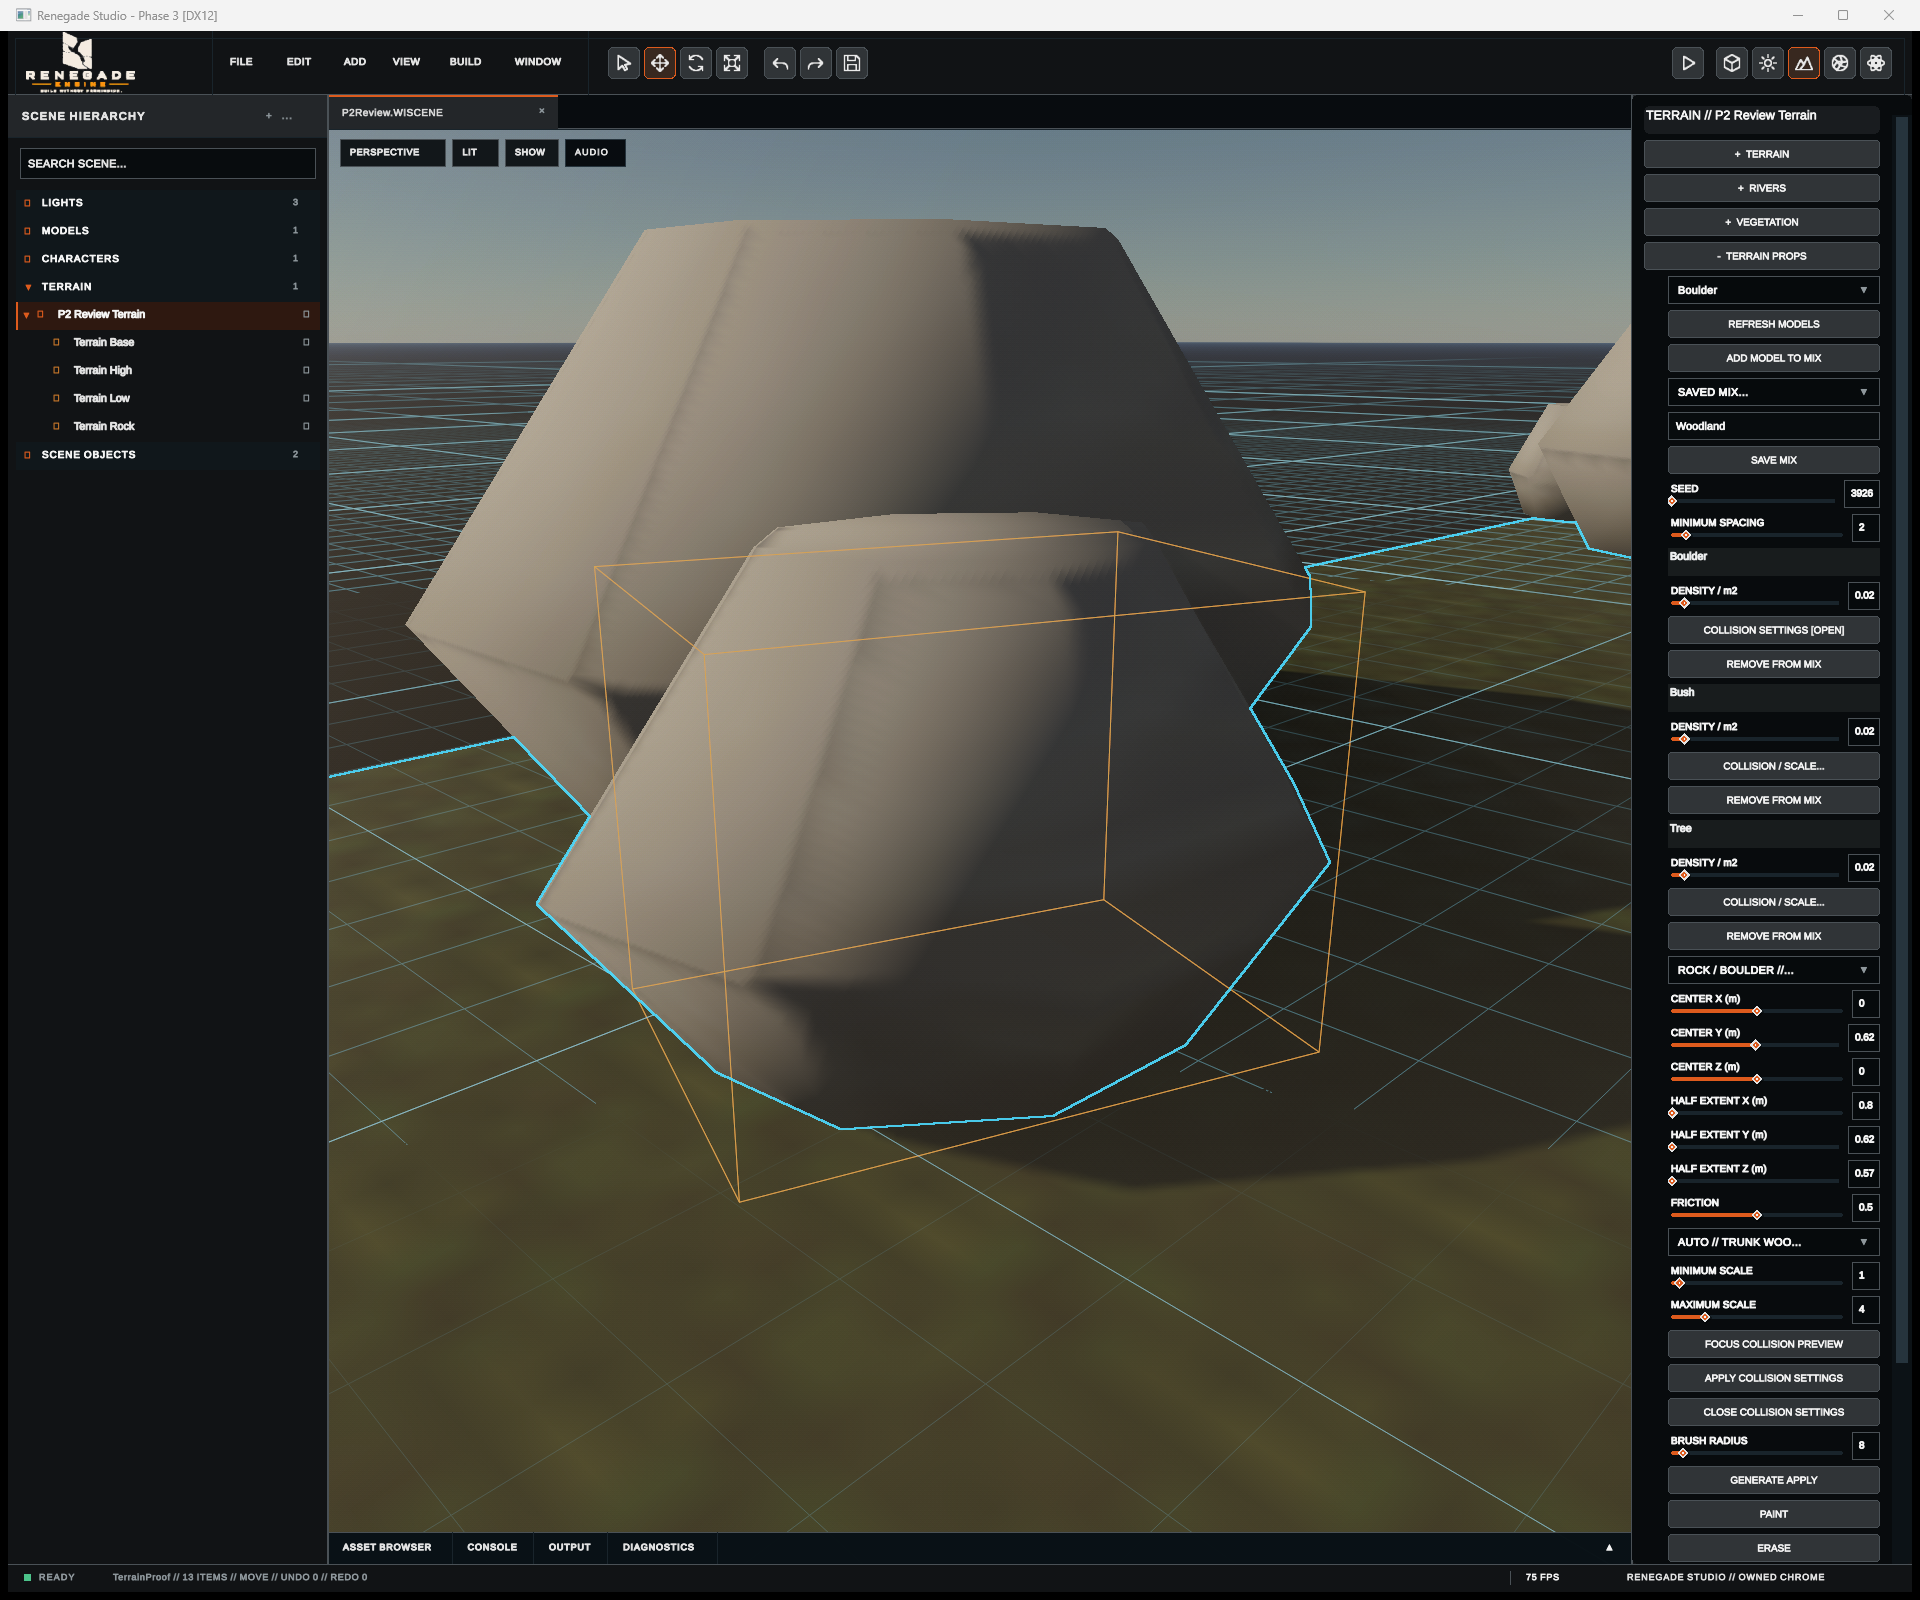 Renegade Studio - Phase 3 [DX12]
RENEGADE
ENGINE
FILE EDIT ADD VIEW BUILD WINDOW
SCENE HIERARCHY + ...
SEARCH SCENE...
LIGHTS 3
MODELS 1
CHARACTERS 1
TERRAIN 1
P2 Review Terrain
Terrain Base
Terrain High
Terrain Low
Terrain Rock
SCENE OBJECTS 2
P2Review.WISCENE ×
PERSPECTIVE LIT SHOW AUDIO
TERRAIN // P2 Review Terrain
+ TERRAIN
+ RIVERS
+ VEGETATION
- TERRAIN PROPS
Boulder
REFRESH MODELS
ADD MODEL TO MIX
SAVED MIX...
Woodland
SAVE MIX
SEED 3926
MINIMUM SPACING 2
Boulder
DENSITY / m2 0.02
COLLISION SETTINGS [OPEN]
REMOVE FROM MIX
Bush
DENSITY / m2 0.02
COLLISION / SCALE...
REMOVE FROM MIX
Tree
DENSITY / m2 0.02
COLLISION / SCALE...
REMOVE FROM MIX
ROCK / BOULDER //...
CENTER X (m) 0
CENTER Y (m) 0.62
CENTER Z (m) 0
HALF EXTENT X (m) 0.8
HALF EXTENT Y (m) 0.62
HALF EXTENT Z (m) 0.57
FRICTION 0.5
AUTO // TRUNK WOO...
MINIMUM SCALE 1
MAXIMUM SCALE 4
FOCUS COLLISION PREVIEW
APPLY COLLISION SETTINGS
CLOSE COLLISION SETTINGS
BRUSH RADIUS 8
GENERATE APPLY
PAINT
ERASE
ASSET BROWSER CONSOLE OUTPUT DIAGNOSTICS
READY TerrainProof // 13 ITEMS // MOVE // UNDO 0 // REDO 0
75 FPS RENEGADE STUDIO // OWNED CHROME